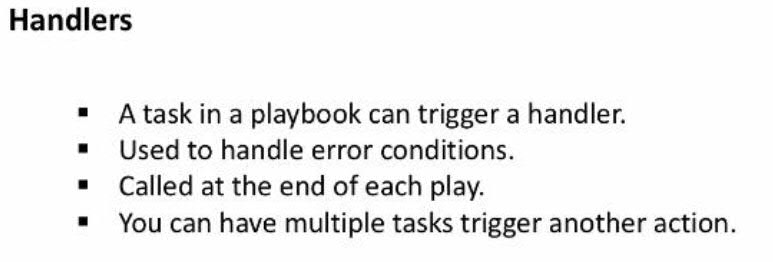 Handlers
▪ A task in a playbook can trigger a handler.
▪ Used to handle error conditions.
▪ Called at the end of each play.
▪ You can have multiple tasks trigger another action.